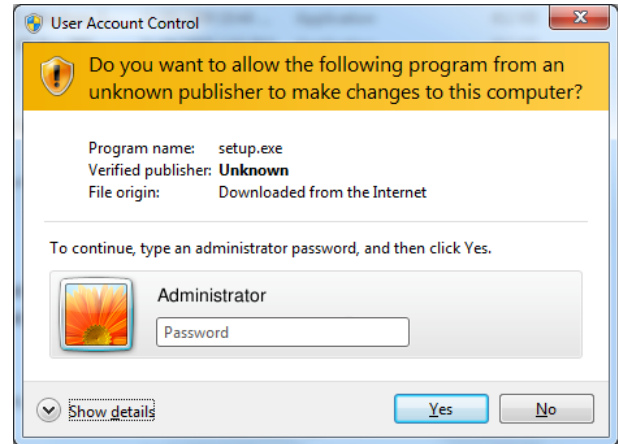 User Account Control
Do you want to allow the following program from an
unknown publisher to make changes to this computer?
Program name: setup.exe
Verified publisher: Unknown
File origin: Downloaded from the Internet
To continue, type an administrator password, and then click Yes.
Administrator
Password
Show details
Yes
No